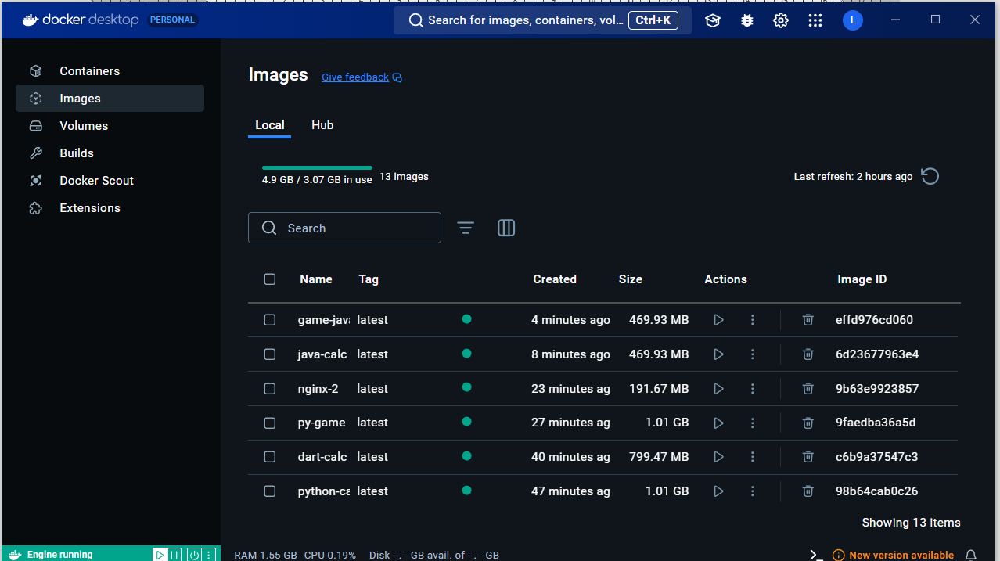 docker desktop PERSONAL Search for images, containers, vol... Ctrl+K L
Containers
Images
Volumes
Builds
Docker Scout
Extensions
Images Give feedback
Local Hub
4.9 GB / 3.07 GB in use 13 images Last refresh: 2 hours ago
Search
Name Tag Created Size Actions Image ID
game-java latest 4 minutes ago 469.93 MB effd976cd060
java-calc latest 8 minutes ago 469.93 MB 6d23677963e4
nginx-2 latest 23 minutes ag 191.67 MB 9b63e9923857
py-game latest 27 minutes ag 1.01 GB 9faedba36a5d
dart-calc latest 40 minutes ag 799.47 MB c6b9a37547c3
python-ca latest 47 minutes ag 1.01 GB 98b64cab0c26
Showing 13 items
Engine running RAM 1.55 GB CPU 0.19% Disk --.-- GB avail. of --.-- GB >_ New version available